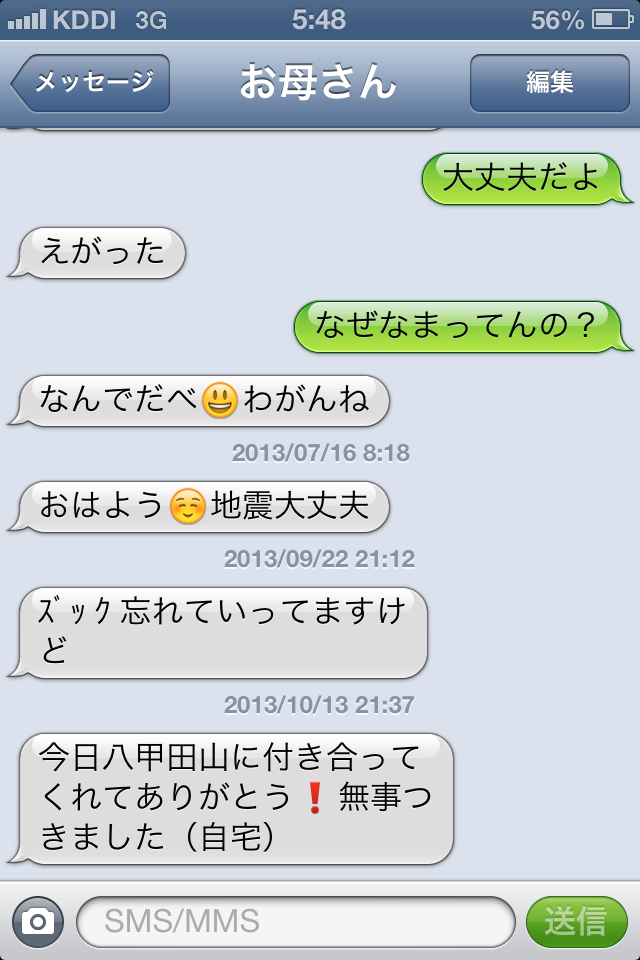 KDDI 3G 5:48 56%
メッセージ お母さん 編集
大丈夫だよ
えがった
なぜなまってんの？
なんでだべ😃わがんね
2013/07/16 8:18
おはよう☺️地震大丈夫
2013/09/22 21:12
ｽﾞｯｸ忘れていってますけ
ど
2013/10/13 21:37
今日八甲田山に付き合って
くれてありがとう❗無事つ
きました（自宅）
SMS/MMS 送信